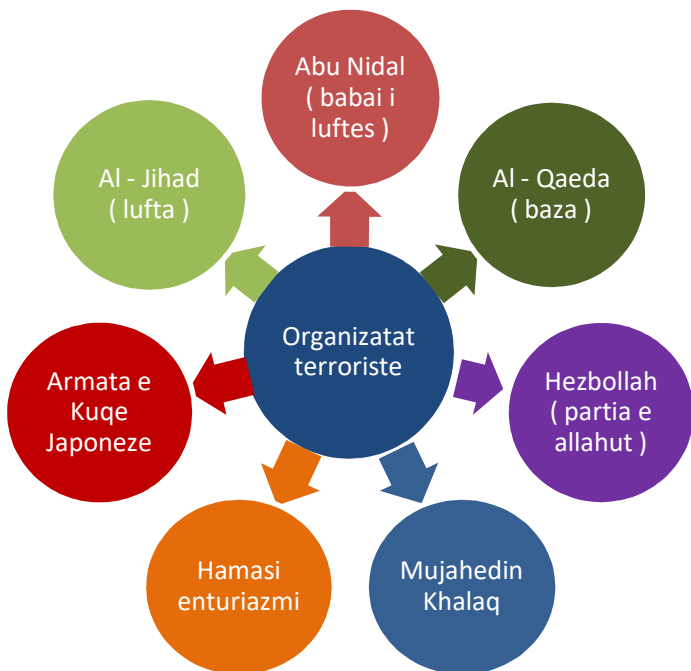 Abu Nidal
( babai i
luftes )
Al - Jihad
( lufta )
Al - Qaeda
( baza )
Organizatat
terroriste
Armata e
Kuqe
Japoneze
Hezbollah
( partia e
allahut )
Hamasi
enturiazmi
Mujahedin
Khalaq